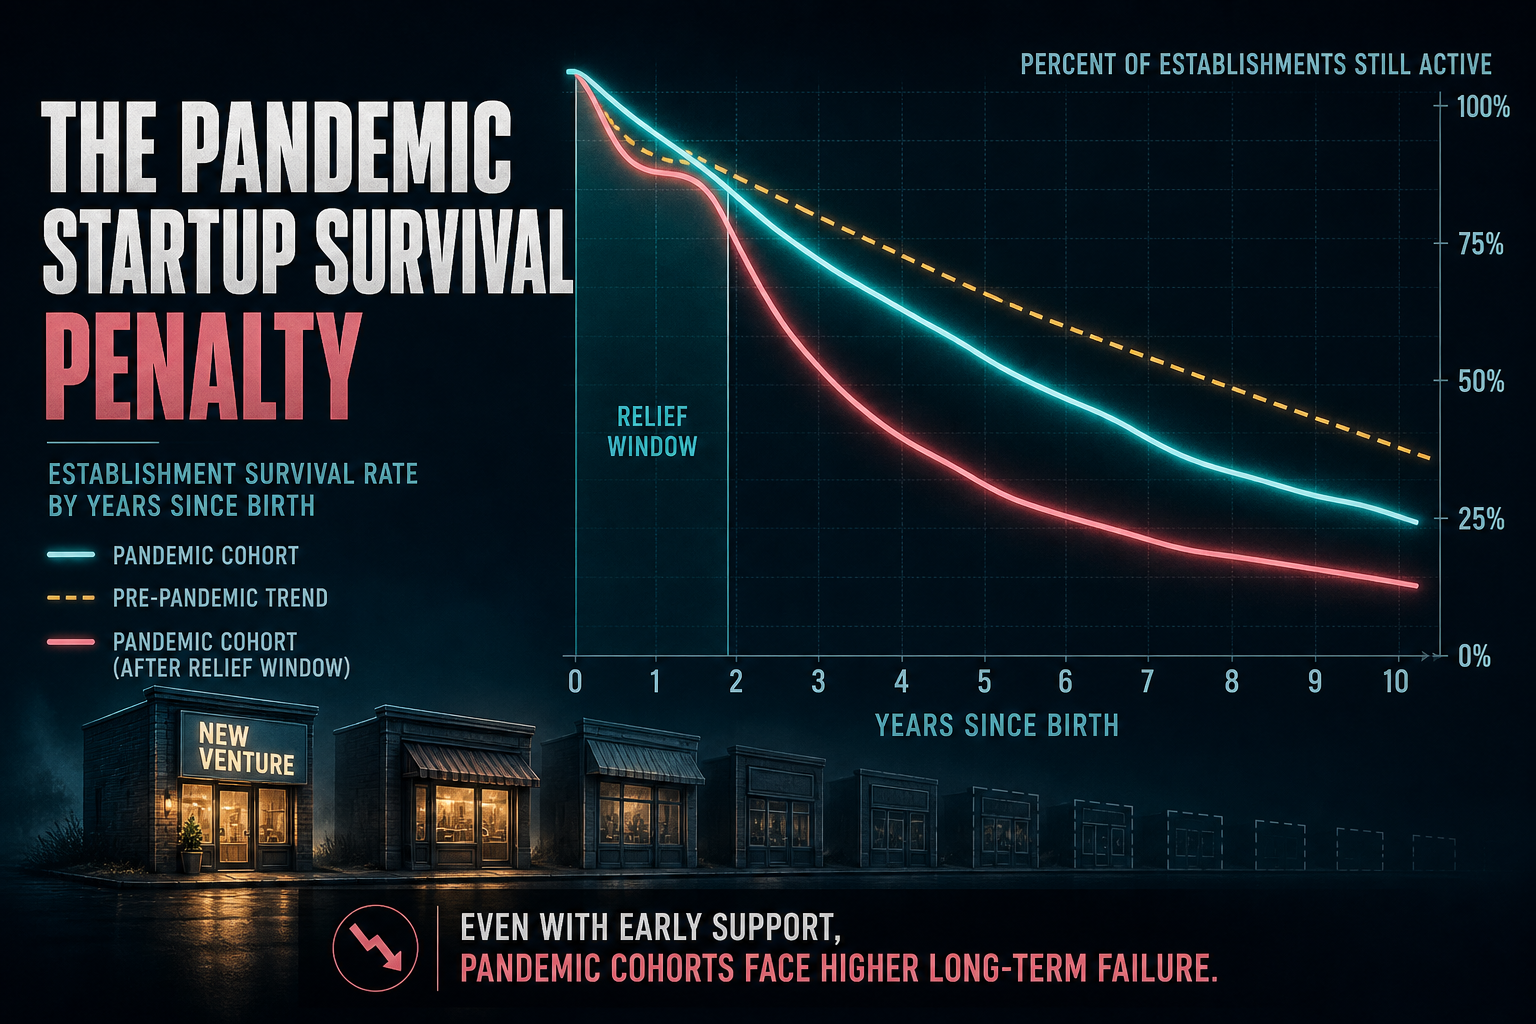 THE PANDEMIC
STARTUP SURVIVAL
PENALTY
ESTABLISHMENT SURVIVAL RATE
BY YEARS SINCE BIRTH
PANDEMIC COHORT
PRE-PANDEMIC TREND
PANDEMIC COHORT
(AFTER RELIEF WINDOW)
PERCENT OF ESTABLISHMENTS STILL ACTIVE
100%
75%
50%
25%
0%
RELIEF
WINDOW
0 1 2 3 4 5 6 7 8 9 10
YEARS SINCE BIRTH
NEW
VENTURE
EVEN WITH EARLY SUPPORT,
PANDEMIC COHORTS FACE HIGHER LONG-TERM FAILURE.